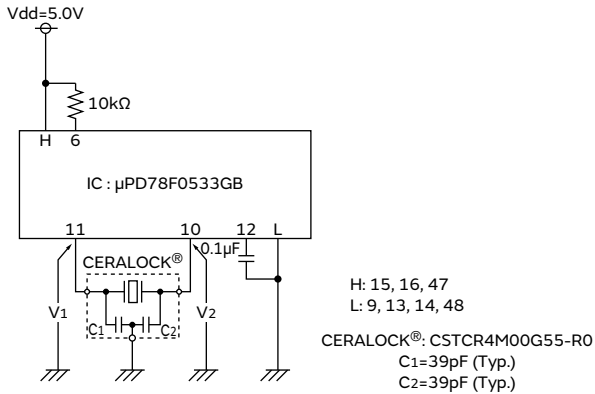 Vdd=5.0V
10kΩ
H 6
IC : µPD78F0533GB
11 10 12 L
0.1µF
CERALOCK®
V1 C1 C2 V2
H: 15, 16, 47
L: 9, 13, 14, 48
CERALOCK®: CSTCR4M00G55-R0
C1=39pF (Typ.)
C2=39pF (Typ.)